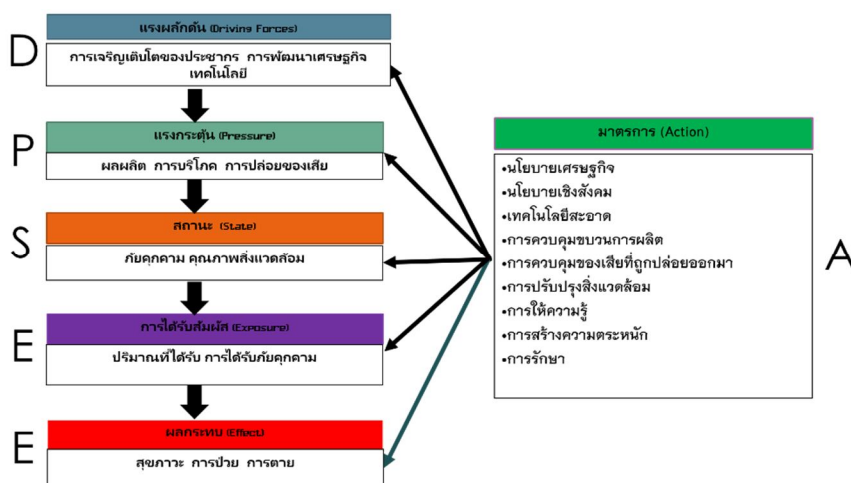 D
แรงผลักดัน (Driving Forces)
การเจริญเติบโตของประชากร การพัฒนาเศรษฐกิจ
เทคโนโลยี
P
แรงกระตุ้น (Pressure)
ผลผลิต การบริโภค การปล่อยของเสีย
S
สถานะ (State)
ภัยคุกคาม คุณภาพสิ่งแวดล้อม
E
การได้รับสัมผัส (Exposure)
ปริมาณที่ได้รับ การได้รับภัยคุกคาม
E
ผลกระทบ (Effect)
สุขภาวะ การป่วย การตาย
มาตรการ (Action)
•นโยบายเศรษฐกิจ
•นโยบายเชิงสังคม
•เทคโนโลยีสะอาด
•การควบคุมขบวนการผลิต
•การควบคุมของเสียที่ถูกปล่อยออกมา
•การปรับปรุงสิ่งแวดล้อม
•การให้ความรู้
•การสร้างความตระหนัก
•การรักษา
A